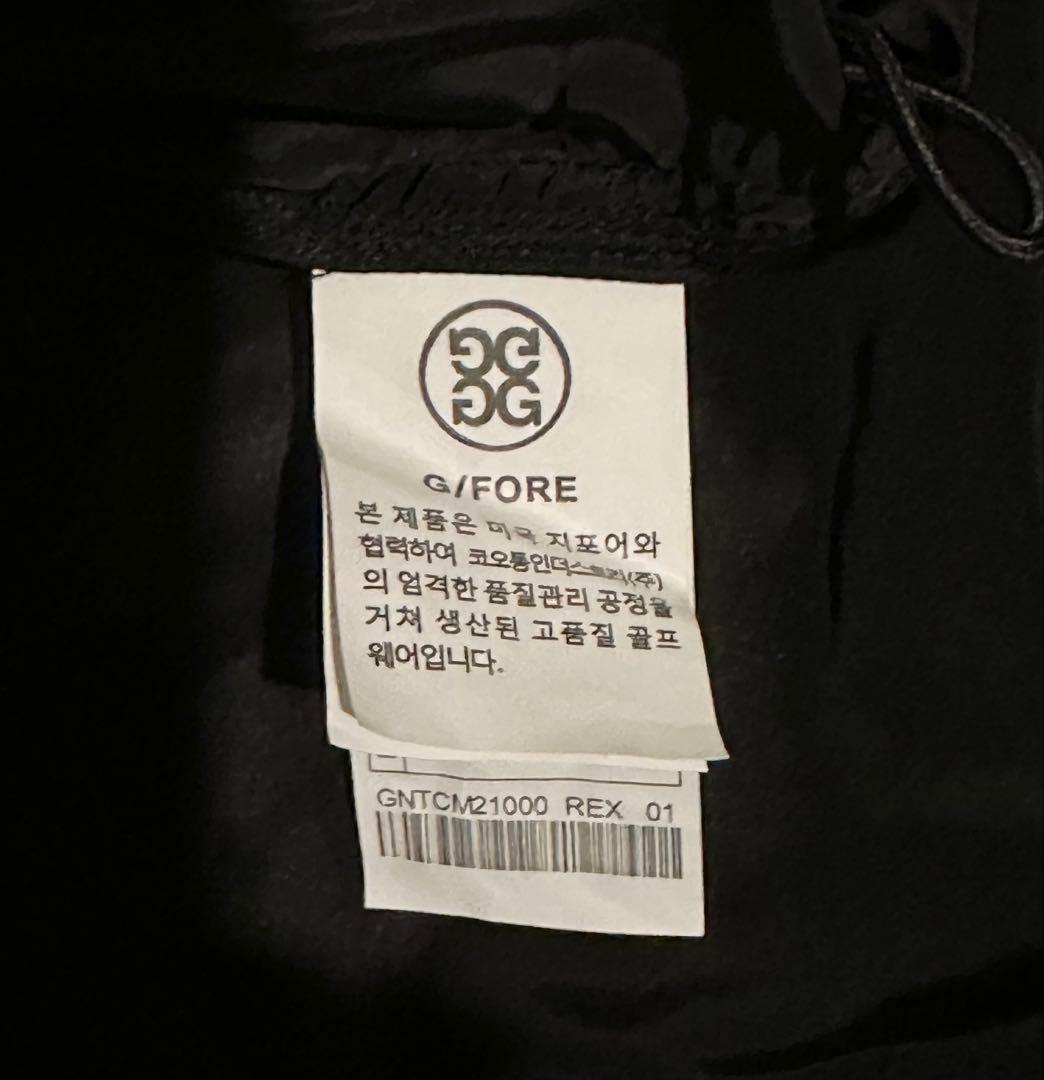 G/FORE
본 제품은 미국 지포어와
협력하여 코오롱인더스트리(주)
의 엄격한 품질관리 공정을
거쳐 생산된 고품질 골프
웨어입니다.
GNTCM21000 REX 01